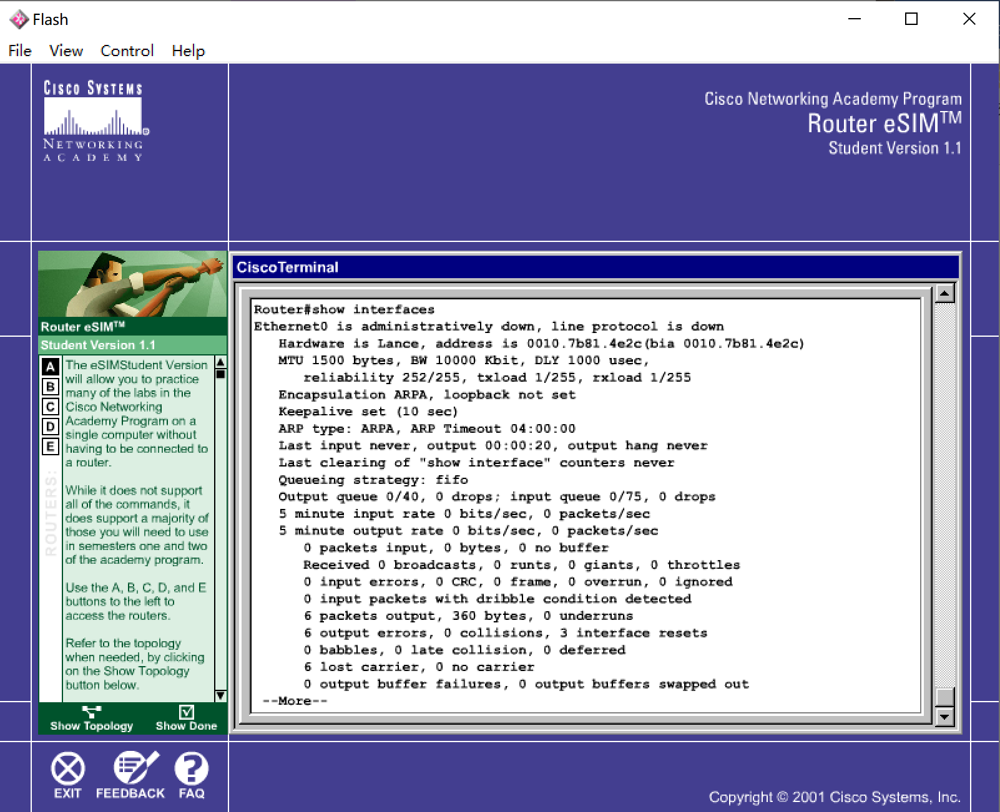 Flash
File View Control Help
CISCO SYSTEMS
NETWORKING
ACADEMY
Cisco Networking Academy Program
Router eSIM™
Student Version 1.1
Router eSIM™
Student Version 1.1
A
B
C
D
E
ROUTERS:
The eSIMStudent Version
will allow you to practice
many of the labs in the
Cisco Networking
Academy Program on a
single computer without
having to be connected to
a router.
While it does not support
all of the commands, it
does support a majority of
those you will need to use
in semesters one and two
of the academy program.
Use the A, B, C, D, and E
buttons to the left to
access the routers.
Refer to the topology
when needed, by clicking
on the Show Topology
button below.
Show Topology
Show Done
CiscoTerminal
Router#show interfaces
Ethernet0 is administratively down, line protocol is down
Hardware is Lance, address is 0010.7b81.4e2c(bia 0010.7b81.4e2c)
MTU 1500 bytes, BW 10000 Kbit, DLY 1000 usec,
reliability 252/255, txload 1/255, rxload 1/255
Encapsulation ARPA, loopback not set
Keepalive set (10 sec)
ARP type: ARPA, ARP Timeout 04:00:00
Last input never, output 00:00:20, output hang never
Last clearing of "show interface" counters never
Queueing strategy: fifo
Output queue 0/40, 0 drops; input queue 0/75, 0 drops
5 minute input rate 0 bits/sec, 0 packets/sec
5 minute output rate 0 bits/sec, 0 packets/sec
0 packets input, 0 bytes, 0 no buffer
Received 0 broadcasts, 0 runts, 0 giants, 0 throttles
0 input errors, 0 CRC, 0 frame, 0 overrun, 0 ignored
0 input packets with dribble condition detected
6 packets output, 360 bytes, 0 underruns
6 output errors, 0 collisions, 3 interface resets
0 babbles, 0 late collision, 0 deferred
6 lost carrier, 0 no carrier
0 output buffer failures, 0 output buffers swapped out
--More--
EXIT
FEEDBACK
FAQ
Copyright © 2001 Cisco Systems, Inc.